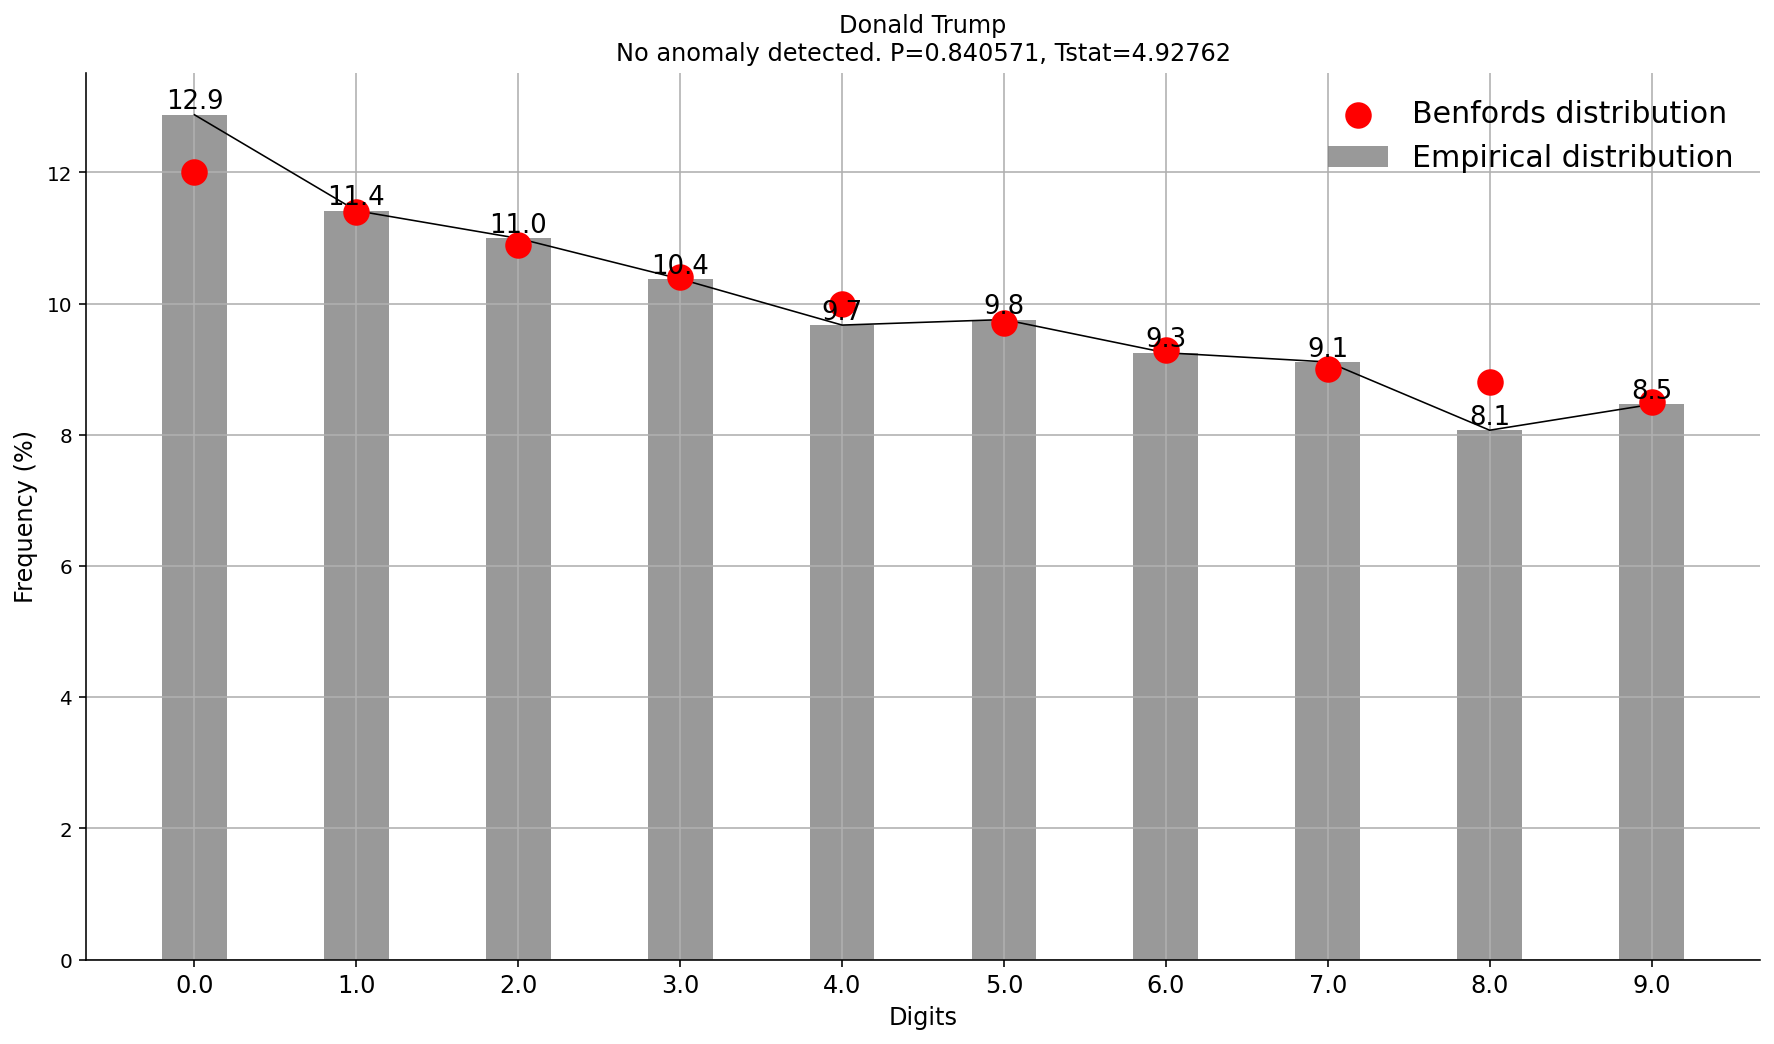 Donald Trump
No anomaly detected. P=0.840571, Tstat=4.92762
Benfords distribution
Empirical distribution
12.9
11.4
11.0
10.4
9.7
9.8
9.3
9.1
8.1
8.5
12
10
8
6
4
2
0
Frequency (%)
0.0 1.0 2.0 3.0 4.0 5.0 6.0 7.0 8.0 9.0
Digits